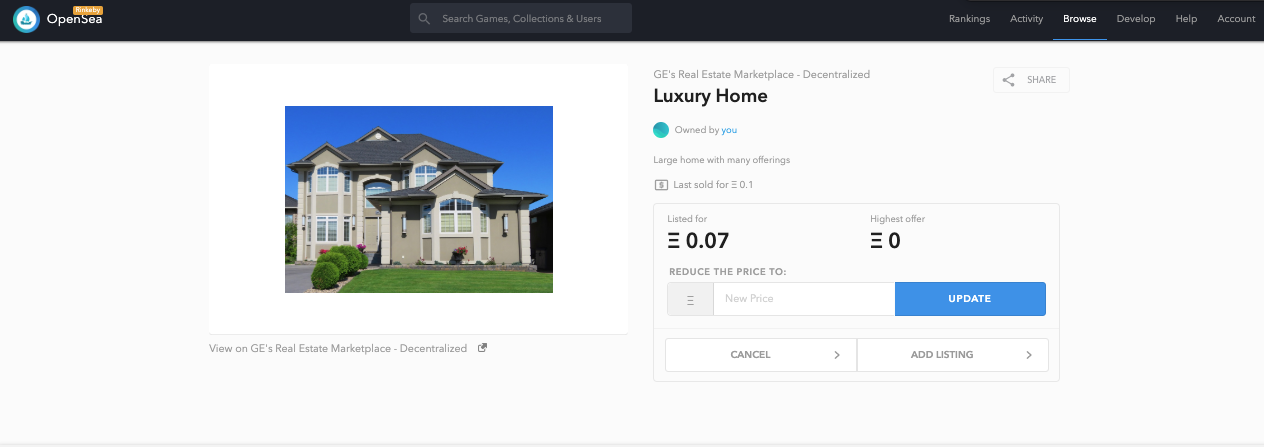 Rinkeby
OpenSea
Search Games, Collections & Users
Rankings Activity Browse Develop Help Account
GE's Real Estate Marketplace - Decentralized
SHARE
Luxury Home
Owned by you
Large home with many offerings
Last sold for Ξ 0.1
Listed for Highest offer
Ξ 0.07 Ξ 0
REDUCE THE PRICE TO:
Ξ New Price UPDATE
View on GE's Real Estate Marketplace - Decentralized
CANCEL ADD LISTING